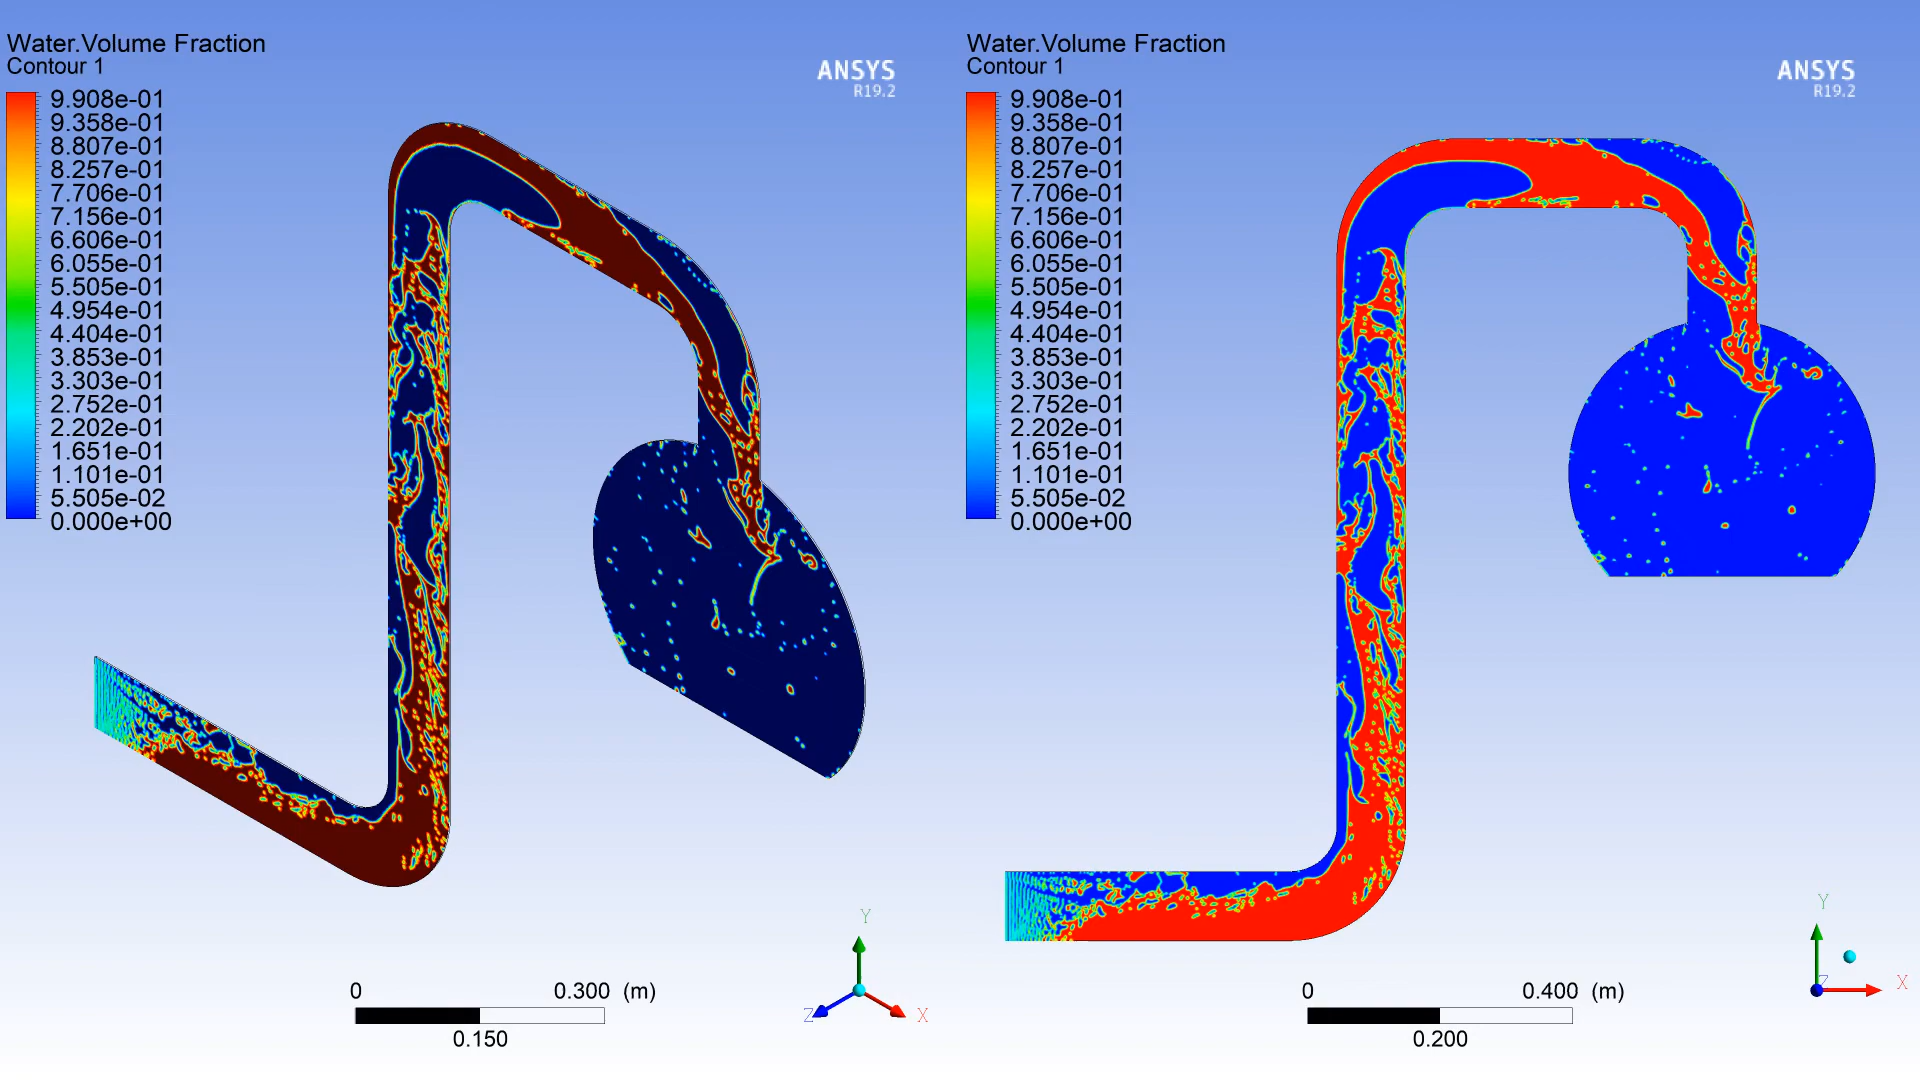 Water.Volume Fraction
Contour 1
ANSYS
R19.2
9.908e-01
9.358e-01
8.807e-01
8.257e-01
7.706e-01
7.156e-01
6.606e-01
6.055e-01
5.505e-01
4.954e-01
4.404e-01
3.853e-01
3.303e-01
2.752e-01
2.202e-01
1.651e-01
1.101e-01
5.505e-02
0.000e+00
Y
Z
X
0 0.300 (m)
0.150
Water.Volume Fraction
Contour 1
ANSYS
R19.2
9.908e-01
9.358e-01
8.807e-01
8.257e-01
7.706e-01
7.156e-01
6.606e-01
6.055e-01
5.505e-01
4.954e-01
4.404e-01
3.853e-01
3.303e-01
2.752e-01
2.202e-01
1.651e-01
1.101e-01
5.505e-02
0.000e+00
Y
Z
X
0 0.400 (m)
0.200